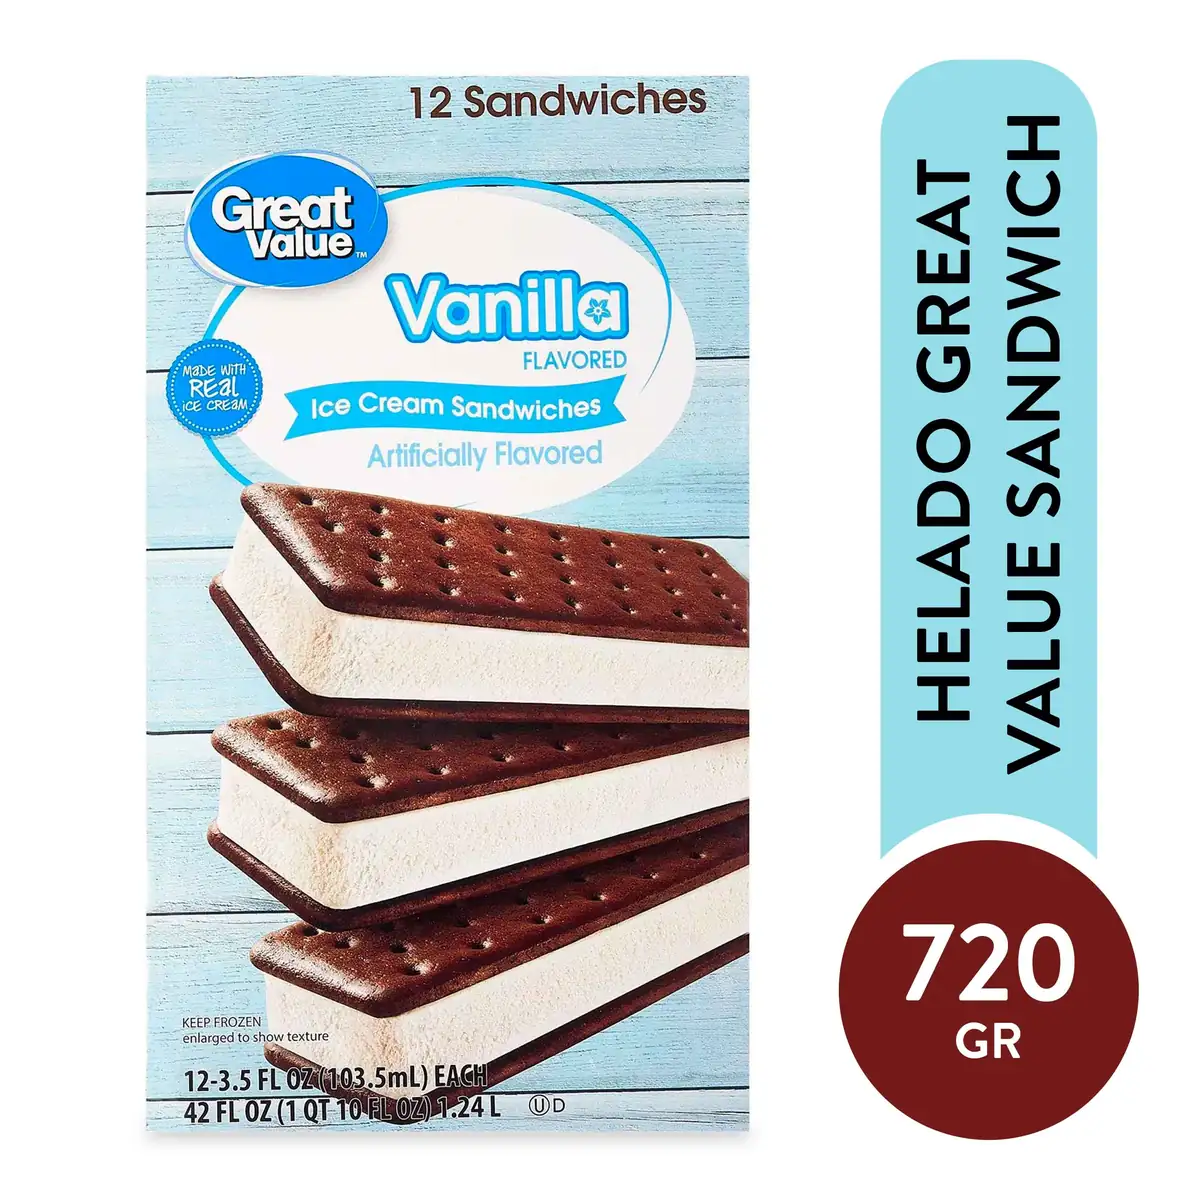 12 Sandwiches
Great
Value™
Vanilla
FLAVORED
MADE WITH
REAL
ICE CREAM
Ice Cream Sandwiches
Artificially Flavored
KEEP FROZEN
enlarged to show texture
12-3.5 FL OZ (103.5mL) EACH
42 FL OZ (1 QT 10 FL OZ) 1.24 L
Ⓤ D
HELADO GREAT
VALUE SANDWICH
720
GR